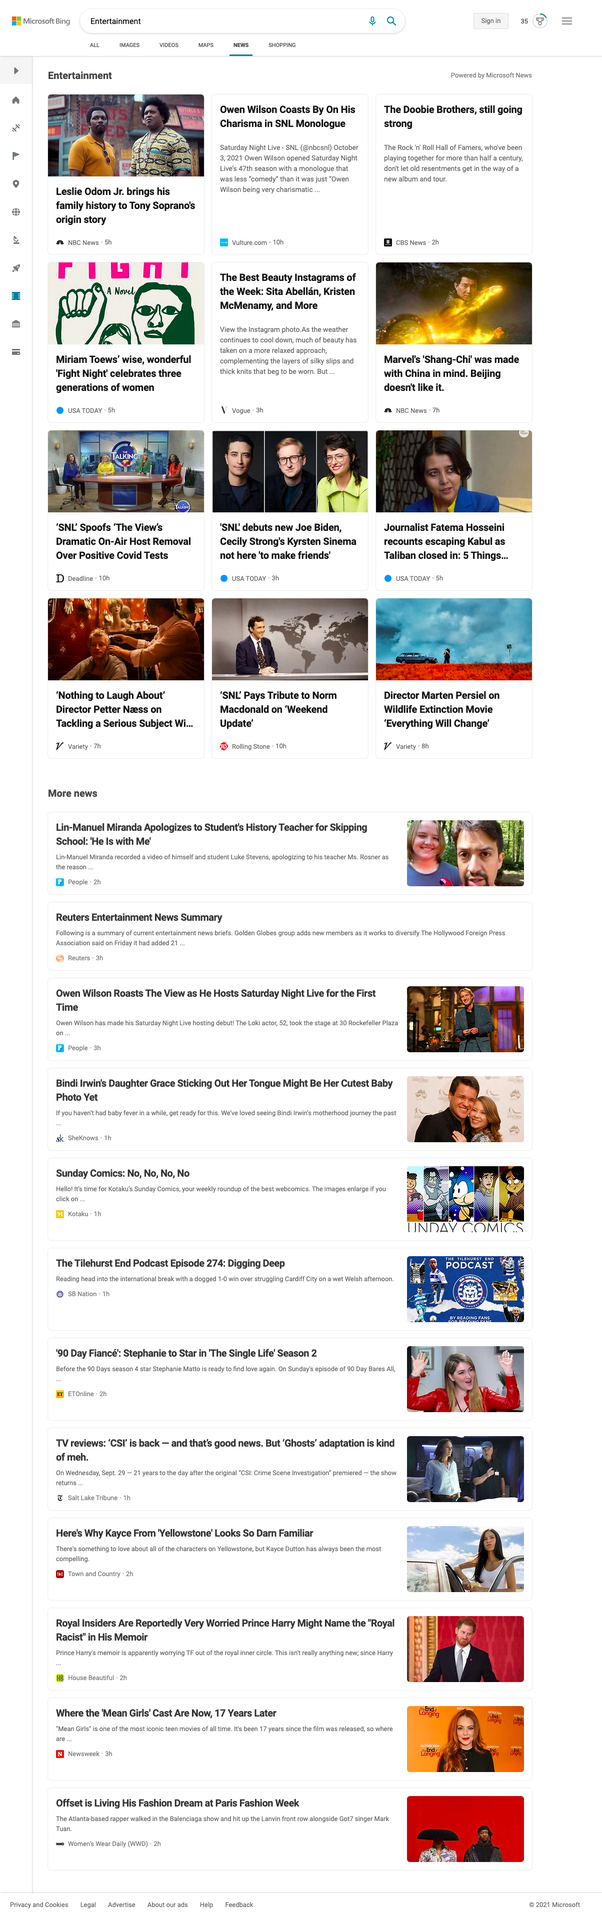 Microsoft Bing
Entertainment
Sign in
35
ALL
IMAGES
VIDEOS
MAPS
NEWS
SHOPPING
Entertainment
Powered by Microsoft News
Leslie Odom Jr. brings his
family history to Tony Soprano's
origin story
NBC News · 5h
Owen Wilson Coasts By On His
Charisma in SNL Monologue
Saturday Night Live - SNL (@nbcsnl) October
3, 2021 Owen Wilson opened Saturday Night
Live's 47th season with a monologue that
was less "comedy" than it was just "Owen
Wilson being very charismatic ...
Vulture.com · 10h
The Doobie Brothers, still going
strong
The Rock 'n' Roll Hall of Famers, who've been
playing together for more than half a century,
don't let old resentments get in the way of a
new album and tour.
CBS News · 2h
FIGHT
A Novel
Miriam Toews' wise, wonderful
'Fight Night' celebrates three
generations of women
USA TODAY · 5h
The Best Beauty Instagrams of
the Week: Sita Abellán, Kristen
McMenamy, and More
View the Instagram photo.As the weather
continues to cool down, much of beauty has
taken on a more relaxed approach,
complementing the layers of silky slips and
thick knits that beg to be worn. But ...
Vogue · 3h
Marvel's 'Shang-Chi' was made
with China in mind. Beijing
doesn't like it.
NBC News · 7h
TALKING
'SNL' Spoofs 'The View's
Dramatic On-Air Host Removal
Over Positive Covid Tests
Deadline · 10h
'SNL' debuts new Joe Biden,
Cecily Strong's Kyrsten Sinema
not here 'to make friends'
USA TODAY · 3h
Journalist Fatema Hosseini
recounts escaping Kabul as
Taliban closed in: 5 Things...
USA TODAY · 5h
'Nothing to Laugh About'
Director Petter Næss on
Tackling a Serious Subject Wi...
Variety · 7h
'SNL' Pays Tribute to Norm
Macdonald on 'Weekend
Update'
Rolling Stone · 10h
Director Marten Persiel on
Wildlife Extinction Movie
'Everything Will Change'
Variety · 8h
More news
Lin-Manuel Miranda Apologizes to Student's History Teacher for Skipping
School: 'He Is with Me'
Lin-Manuel Miranda recorded a video of himself and student Luke Stevens, apologizing to his teacher Ms. Rosner as
the reason ...
People · 2h
Reuters Entertainment News Summary
Following is a summary of current entertainment news briefs. Golden Globes group adds new members as it works to diversify The Hollywood Foreign Press
Association said on Friday it had added 21 ...
Reuters · 3h
Owen Wilson Roasts The View as He Hosts Saturday Night Live for the First
Time
Owen Wilson has made his Saturday Night Live hosting debut! The Loki actor, 52, took the stage at 30 Rockefeller Plaza
on ...
People · 3h
Bindi Irwin's Daughter Grace Sticking Out Her Tongue Might Be Her Cutest Baby
Photo Yet
If you haven't had baby fever in a while, get ready for this. We've loved seeing Bindi Irwin's motherhood journey the past
...
SheKnows · 1h
Sunday Comics: No, No, No, No
Hello! It's time for Kotaku's Sunday Comics, your weekly roundup of the best webcomics. The images enlarge if you
click on ...
Kotaku · 1h
UNDAY COMICS
The Tilehurst End Podcast Episode 274: Digging Deep
Reading head into the international break with a dogged 1-0 win over struggling Cardiff City on a wet Welsh afternoon.
SB Nation · 1h
THE TILEHURST END
PODCAST
BY READING FANS
FOR READING FANS
'90 Day Fiancé': Stephanie to Star in 'The Single Life' Season 2
Before the 90 Days season 4 star Stephanie Matto is ready to find love again. On Sunday's episode of 90 Day Bares All,
...
ETOnline · 2h
TV reviews: 'CSI' is back — and that's good news. But 'Ghosts' adaptation is kind
of meh.
On Wednesday, Sept. 29 — 21 years to the day after the original "CSI: Crime Scene Investigation" premiered — the show
returns ...
Salt Lake Tribune · 1h
Here's Why Kayce From 'Yellowstone' Looks So Darn Familiar
There's something to love about all of the characters on Yellowstone, but Kayce Dutton has always been the most
compelling.
Town and Country · 2h
Royal Insiders Are Reportedly Very Worried Prince Harry Might Name the "Royal
Racist" in His Memoir
Prince Harry's memoir is apparently worrying TF out of the royal inner circle. This isn't really anything new; since Harry
...
House Beautiful · 2h
Where the 'Mean Girls' Cast Are Now, 17 Years Later
"Mean Girls" is one of the most iconic teen movies of all time. It's been 17 years since the film was released, so where
are ...
Newsweek · 3h
Offset is Living His Fashion Dream at Paris Fashion Week
The Atlanta-based rapper walked in the Balenciaga show and hit up the Lanvin front row alongside Got7 singer Mark
Tuan.
Women's Wear Daily (WWD) · 2h
Privacy and Cookies
Legal
Advertise
About our ads
Help
Feedback
© 2021 Microsoft